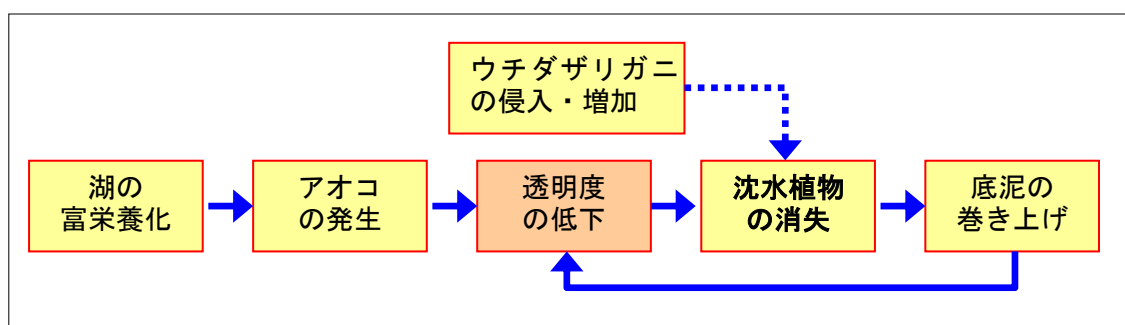 ウチダザリガニ
の侵入・増加
湖の
富栄養化
アオコ
の発生
透明度
の低下
沈水植物
の消失
底泥の
巻き上げ